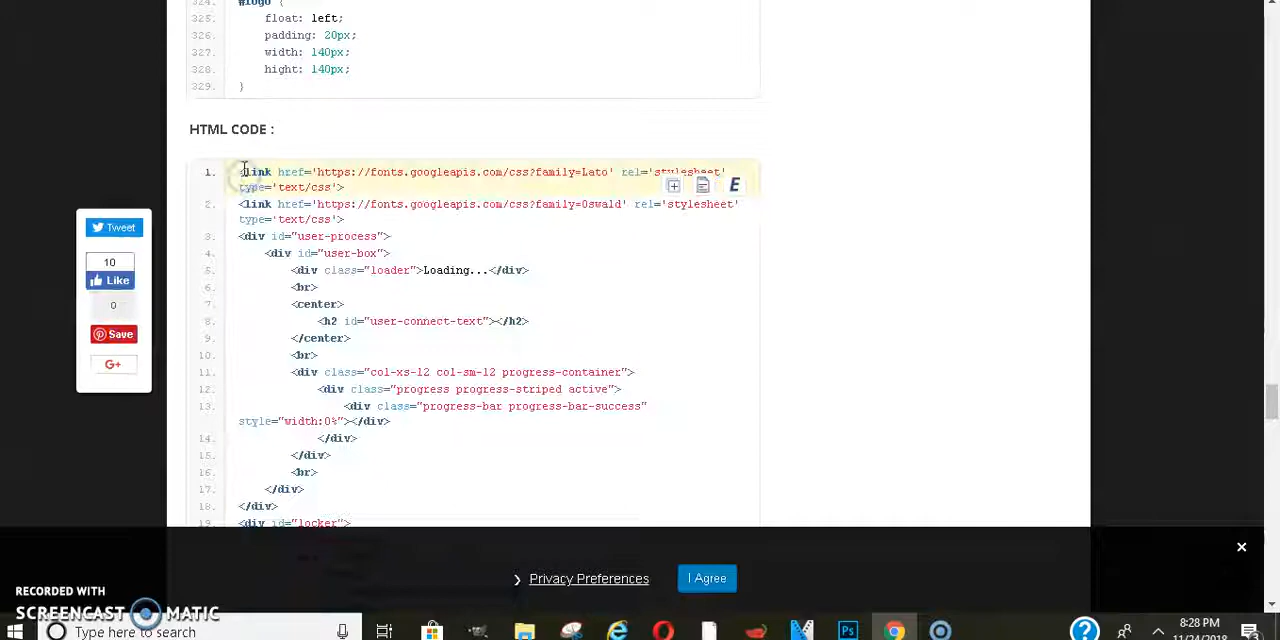 324. #logo {
325. float: left;
326. padding: 20px;
327. width: 140px;
328. hight: 140px;
329. }
HTML CODE :
1. <link href='https://fonts.googleapis.com/css?family=Lato' rel='stylesheet'
type='text/css'>
E
2. <link href='https://fonts.googleapis.com/css?family=Oswald' rel='stylesheet'
type='text/css'>
3. <div id="user-process">
4. <div id="user-box">
5. <div class="loader">Loading...</div>
6. <br>
7. <center>
8. <h2 id="user-connect-text"></h2>
9. </center>
10. <br>
11. <div class="col-xs-12 col-sm-12 progress-container">
12. <div class="progress progress-striped active">
13. <div class="progress-bar progress-bar-success"
style="width:0%"></div>
14. </div>
15. </div>
16. <br>
17. </div>
18. </div>
19. <div id="locker">
Tweet
10
Like
0
Save
G+
Privacy Preferences
I Agree
×
RECORDED WITH
SCREENCAST MATIC
Type here to search
Ps
?
8:28 PM
11/24/2018
3